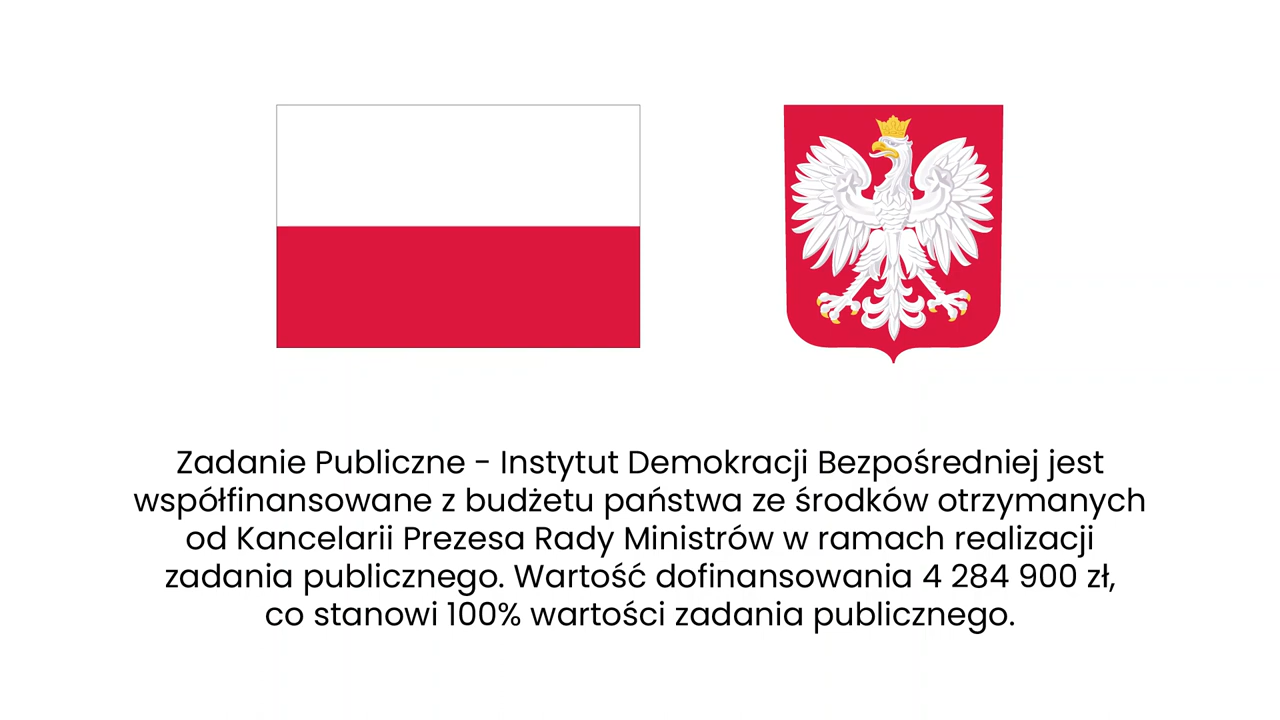 Zadanie Publiczne - Instytut Demokracji Bezpośredniej jest
współfinansowane z budżetu państwa ze środków otrzymanych
od Kancelarii Prezesa Rady Ministrów w ramach realizacji
zadania publicznego. Wartość dofinansowania 4 284 900 zł,
co stanowi 100% wartości zadania publicznego.